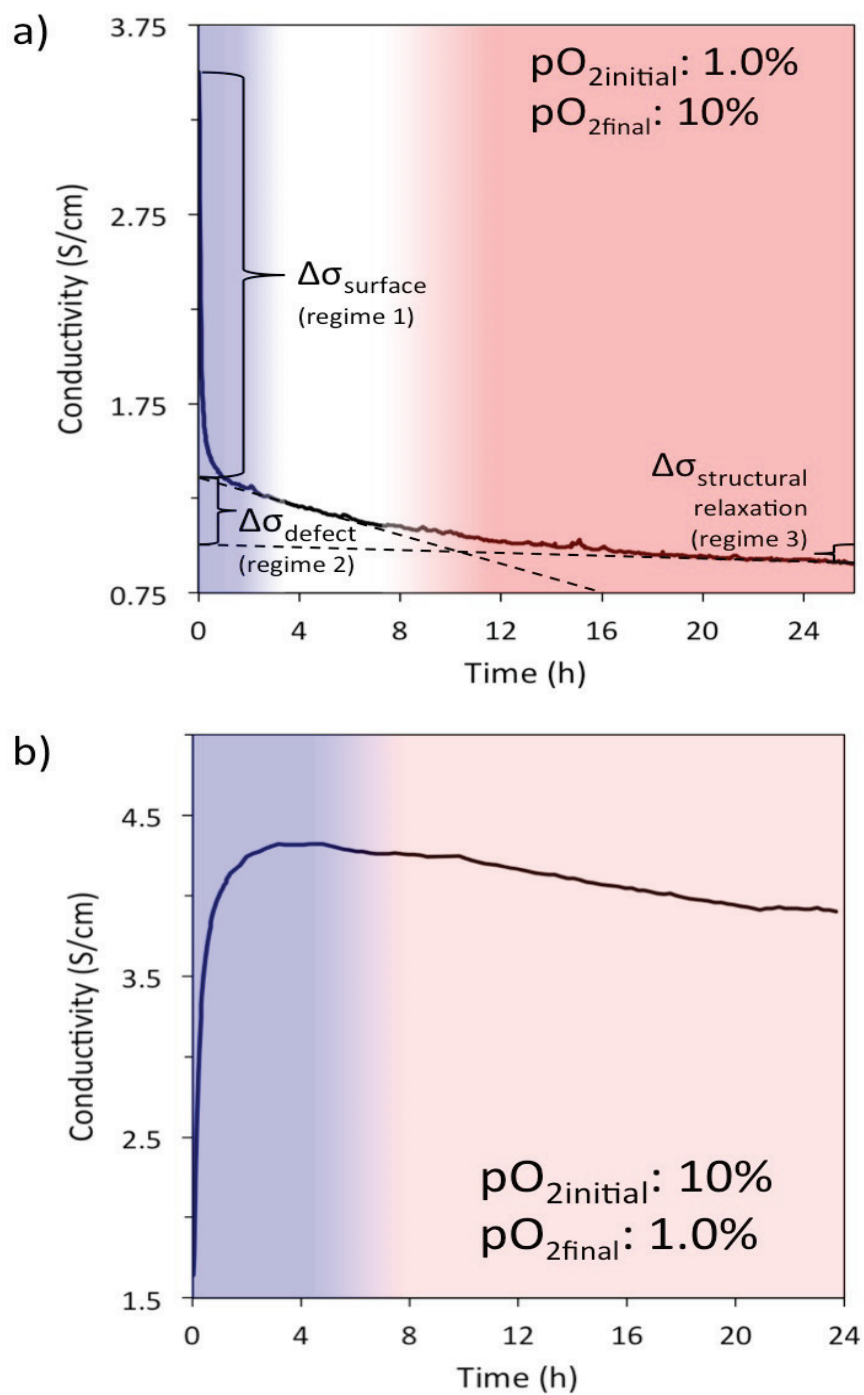 a)
3.75
2.75
1.75
0.75
Conductivity (S/cm)
pO2initial: 1.0%
pO2final: 10%
Δσsurface
(regime 1)
Δσdefect
(regime 2)
Δσstructural
relaxation
(regime 3)
0 4 8 12 16 20 24
Time (h)
b)
4.5
3.5
2.5
1.5
Conductivity (S/cm)
pO2initial: 10%
pO2final: 1.0%
0 4 8 12 16 20 24
Time (h)